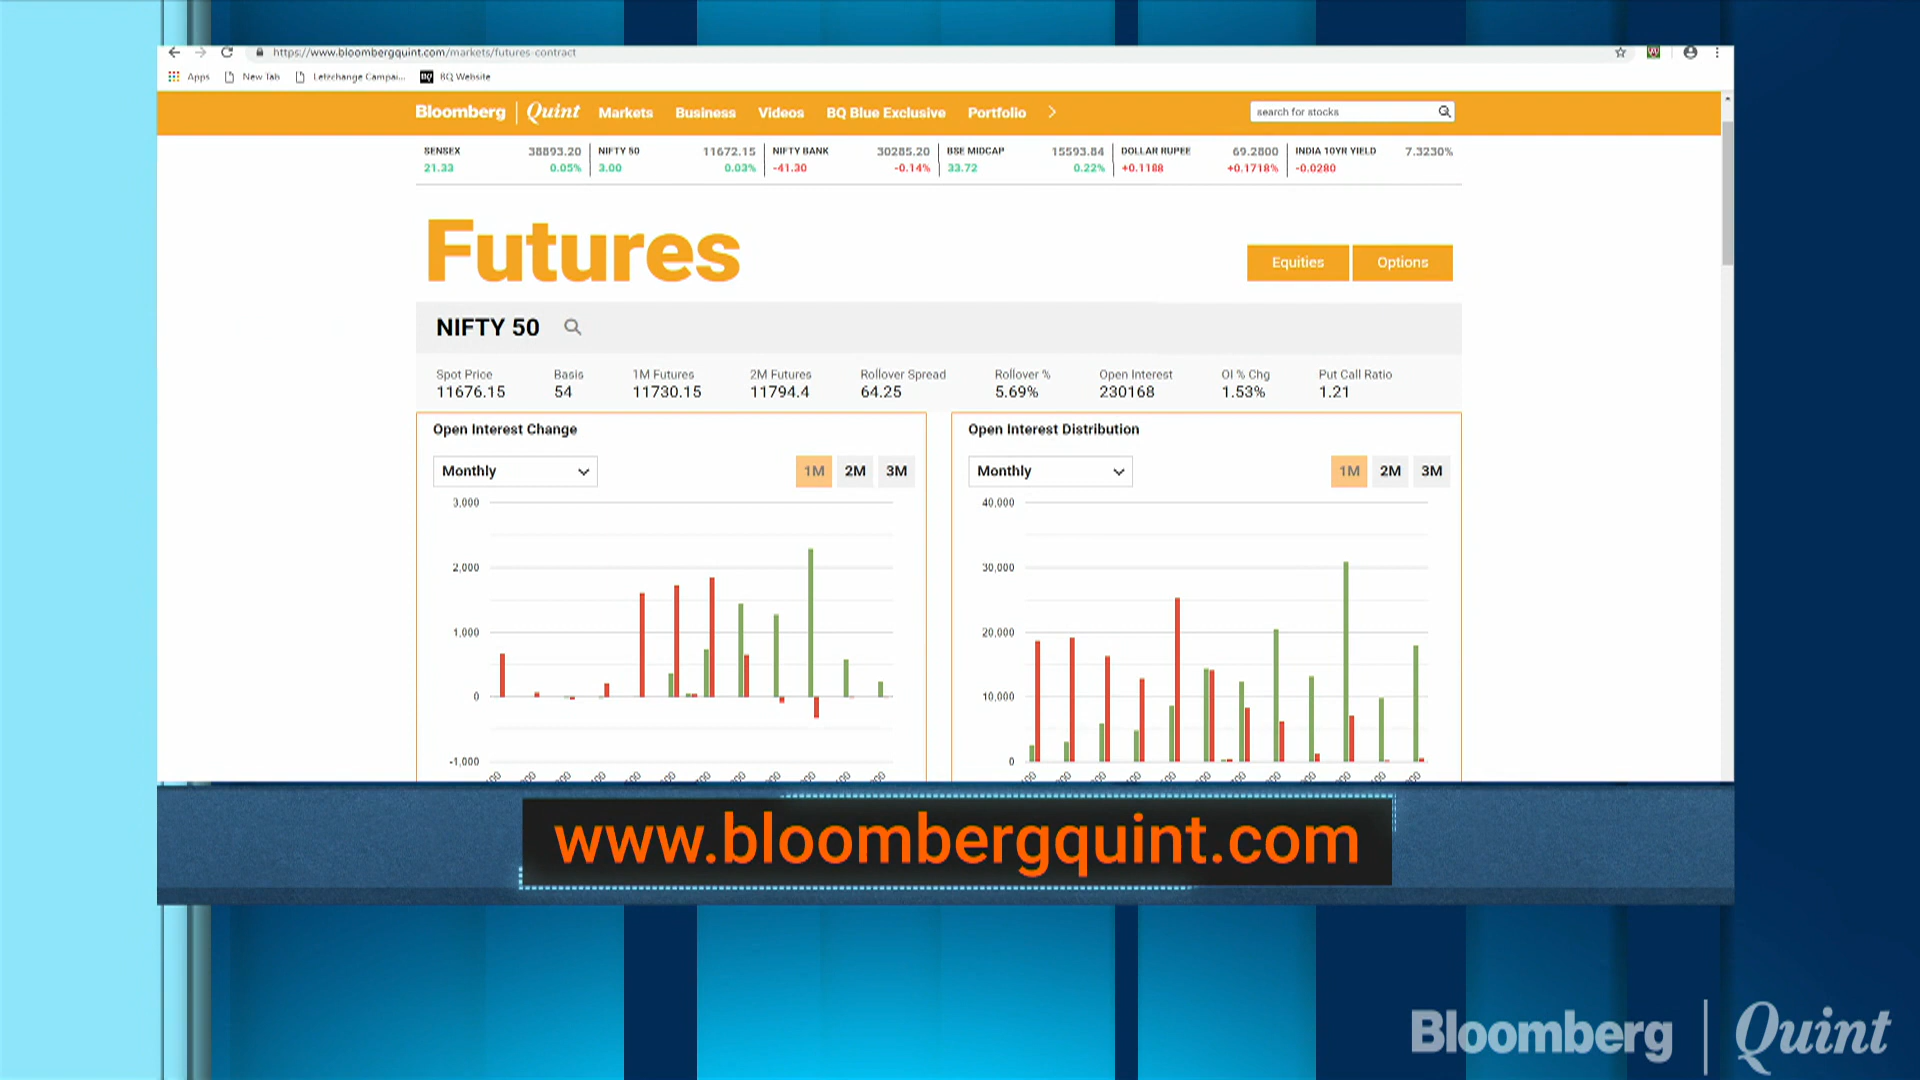 https://www.bloombergquint.com/markets/futures-contract
Apps New Tab Letzchange Campai... BQ BQ Website
Bloomberg | Quint Markets Business Videos BQ Blue Exclusive Portfolio > search for stocks
SENSEX 38893.20 NIFTY 50 11672.15 NIFTY BANK 30285.20 BSE MIDCAP 15593.84 DOLLAR RUPEE 69.2800 INDIA 10YR YIELD 7.3230%
21.33 0.05% 3.00 0.03% -41.30 -0.14% 33.72 0.22% +0.1188 +0.1718% -0.0280
Futures
Equities Options
NIFTY 50
Spot Price Basis 1M Futures 2M Futures Rollover Spread Rollover % Open Interest OI % Chg Put Call Ratio
11676.15 54 11730.15 11794.4 64.25 5.69% 230168 1.53% 1.21
Open Interest Change
Monthly 1M 2M 3M
3,000
2,000
1,000
0
-1,000
Open Interest Distribution
Monthly 1M 2M 3M
40,000
30,000
20,000
10,000
0
www.bloombergquint.com
Bloomberg | Quint